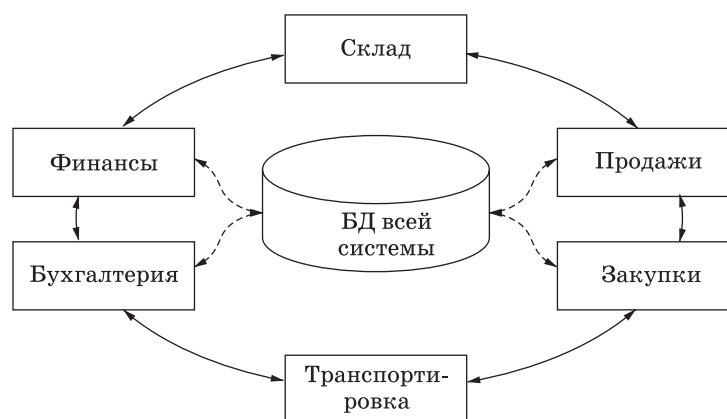 Склад
Финансы
Продажи
БД всей
системы
Бухгалтерия
Закупки
Транспорти-
ровка